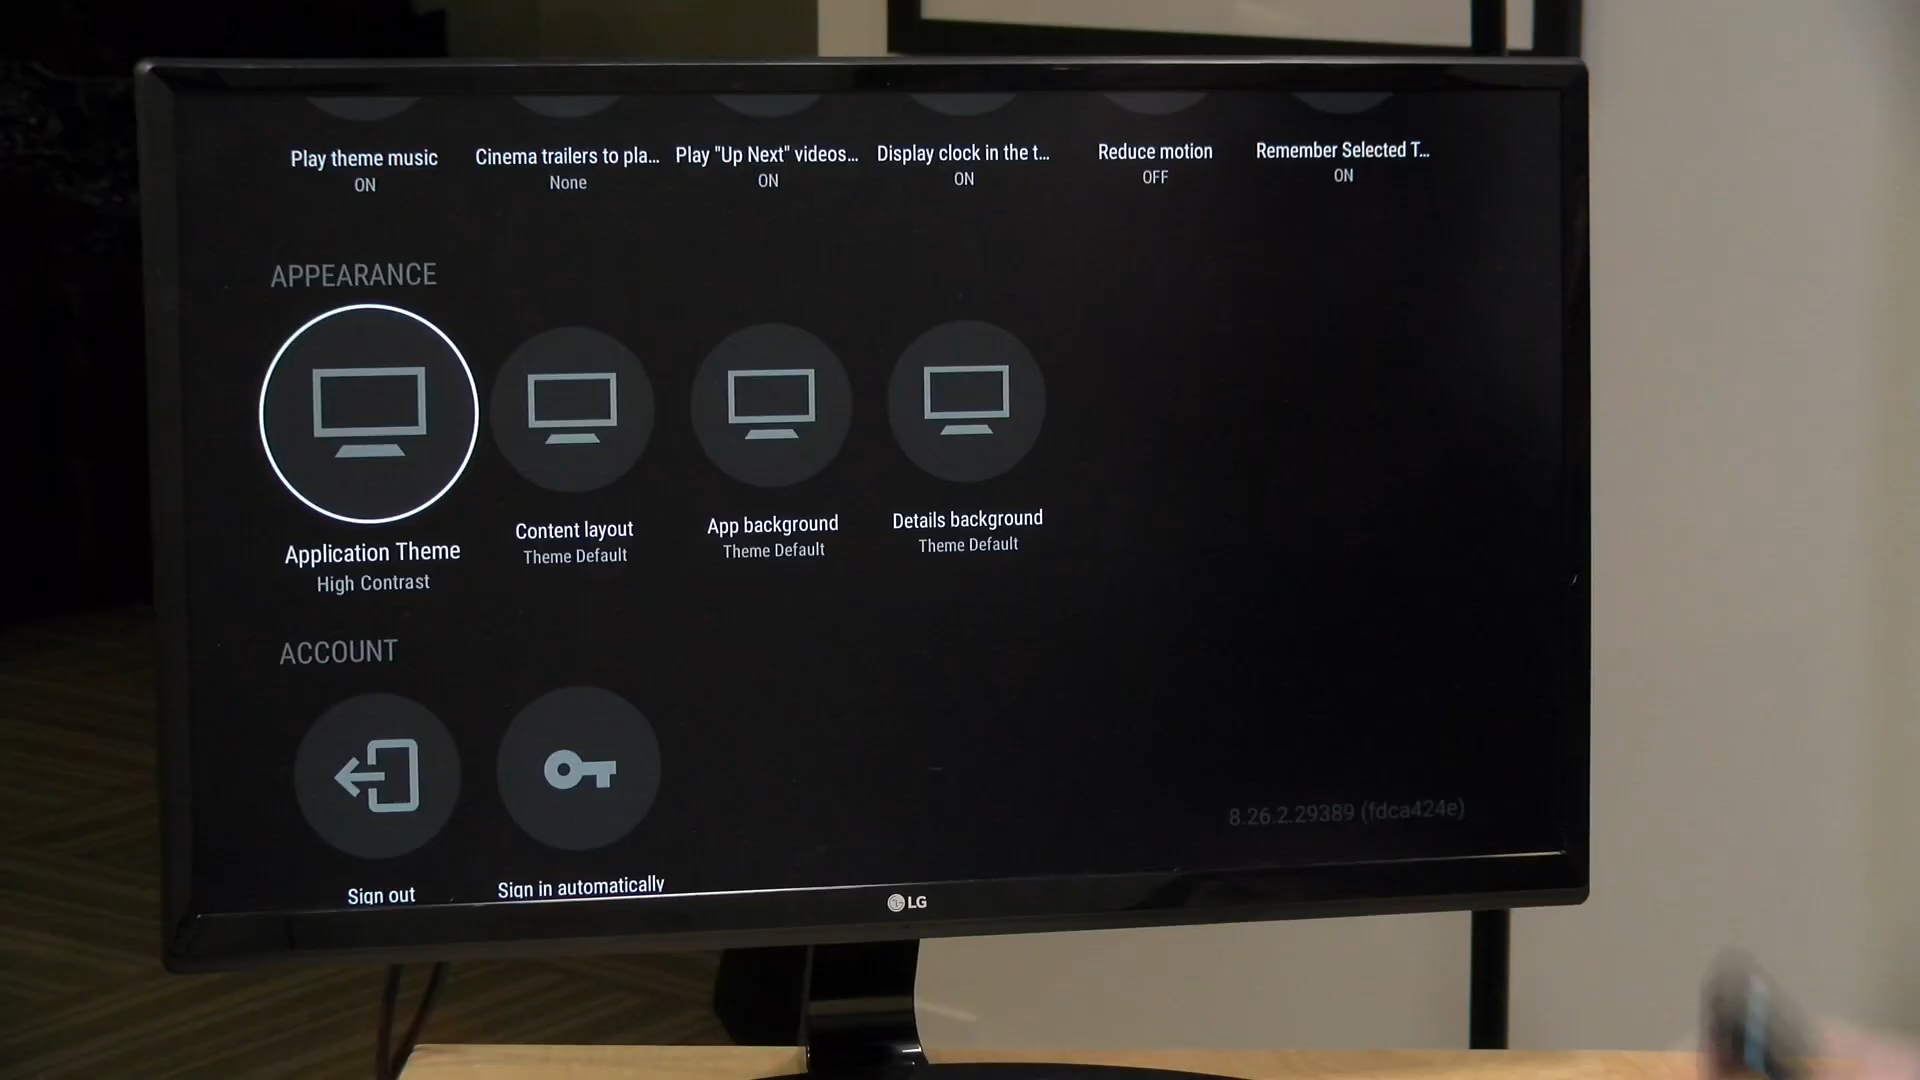 Play theme music
ON
Cinema trailers to pla...
None
Play "Up Next" videos...
ON
Display clock in the t...
ON
Reduce motion
OFF
Remember Selected T...
ON
APPEARANCE
Application Theme
High Contrast
Content layout
Theme Default
App background
Theme Default
Details background
Theme Default
ACCOUNT
Sign out
Sign in automatically
8.26.2.29389 (fdca424e)
LG